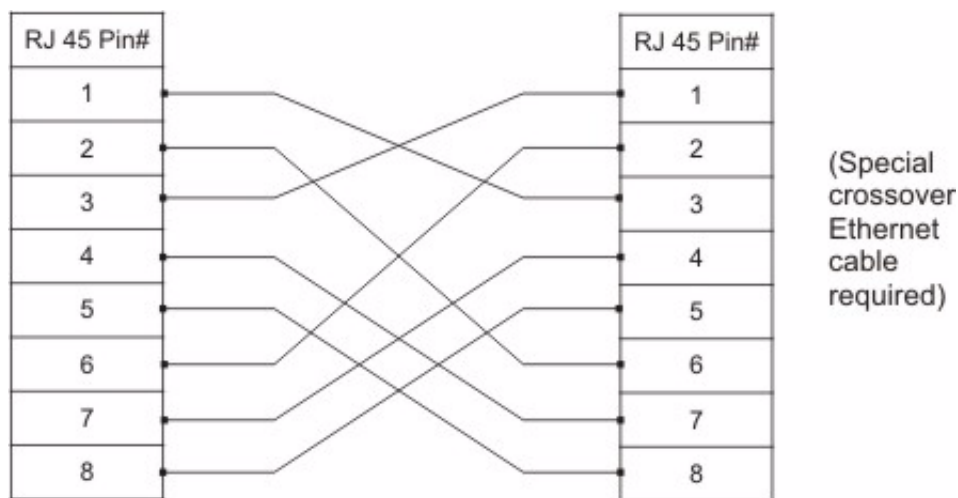 RJ 45 Pin#
1
2
3
4
5
6
7
8
RJ 45 Pin#
1
2
3
4
5
6
7
8
(Special
crossover
Ethernet
cable
required)